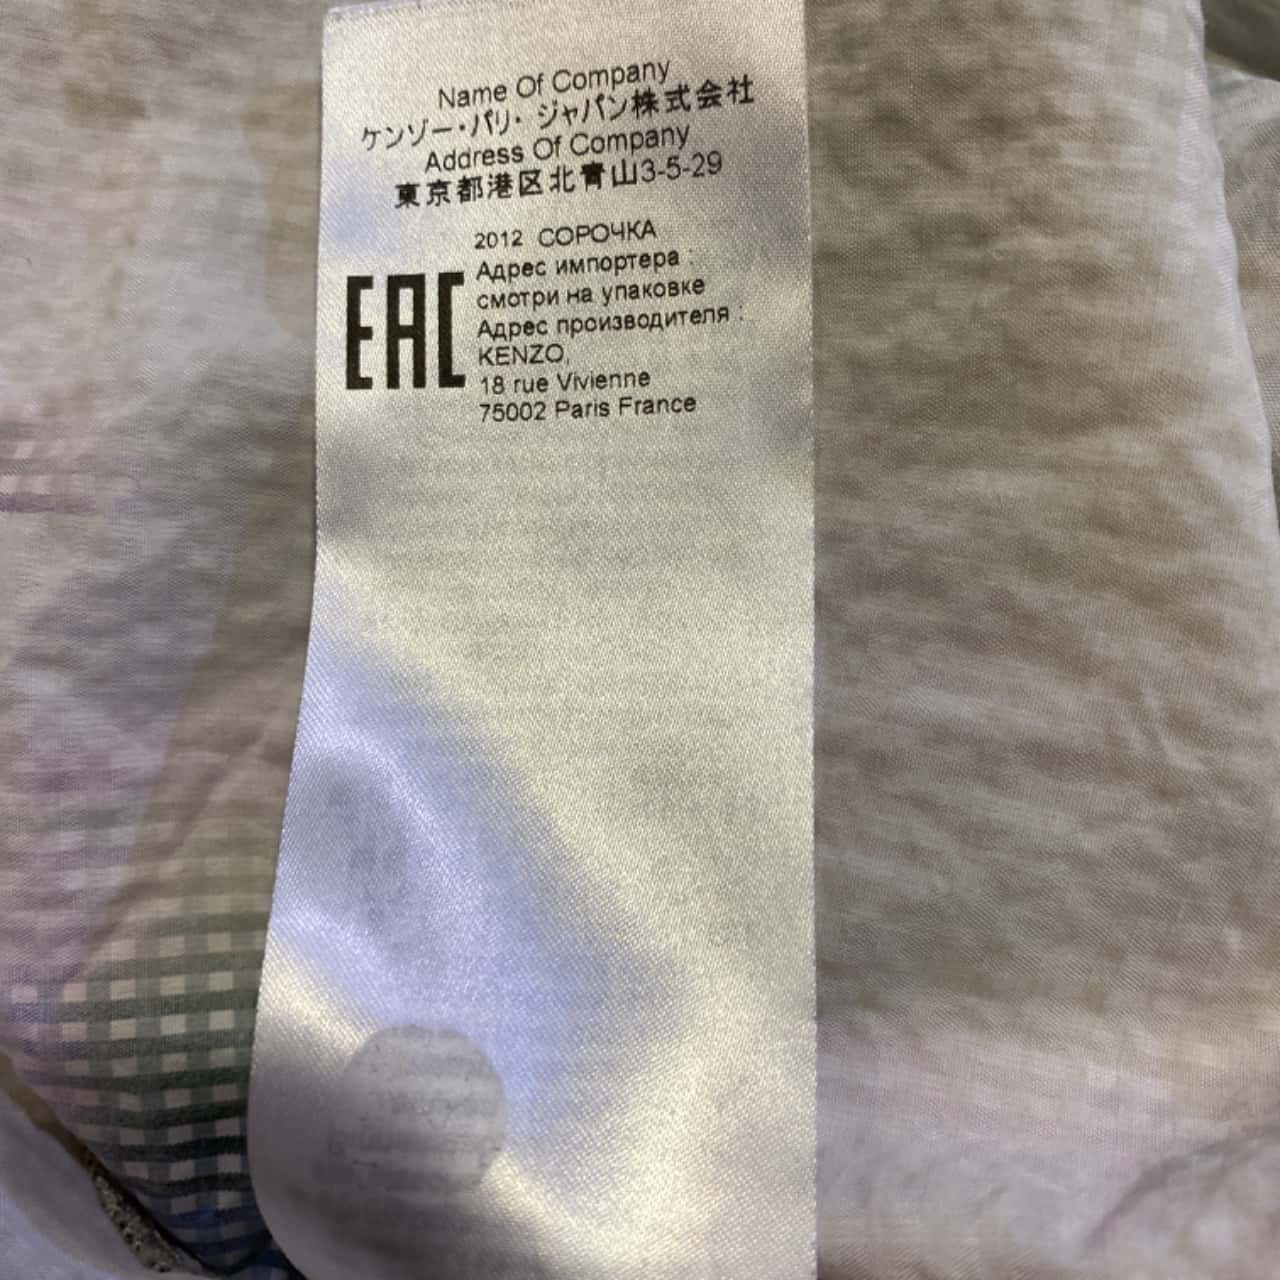 Name Of Company
ケンゾー・パリ・ジャパン株式会社
Address Of Company
東京都港区北青山3-5-29
2012 СОРОЧКА
Адрес импортера :
смотри на упаковке
Адрес производителя :
KENZO,
18 rue Vivienne
75002 Paris France
EAC